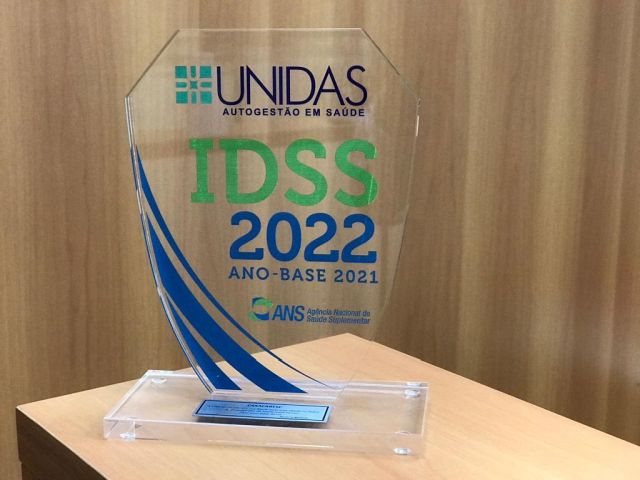 UNIDAS
AUTOGESTÃO EM SAÚDE
IDSS
2022
ANO-BASE 2021
ANS Agência Nacional de
Saúde Suplementar